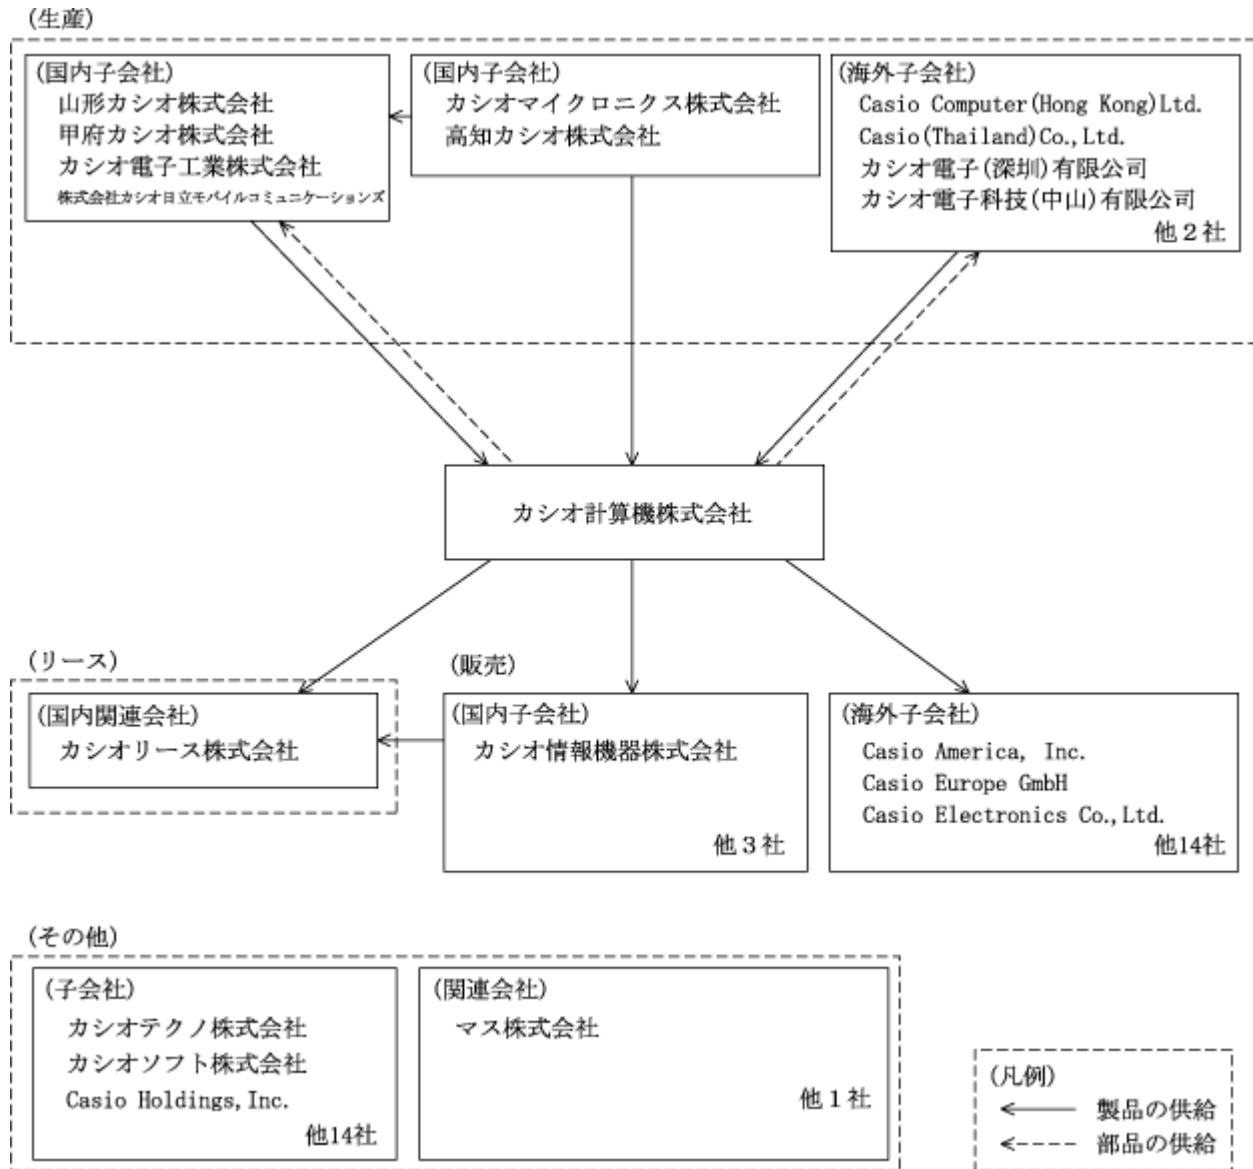 (生産)
(国内子会社)
山形カシオ株式会社
甲府カシオ株式会社
カシオ電子工業株式会社
株式会社カシオ日立モバイルコミュニケーションズ
(国内子会社)
カシオマイクロニクス株式会社
高知カシオ株式会社
(海外子会社)
Casio Computer(Hong Kong)Ltd.
Casio(Thailand)Co.,Ltd.
カシオ電子(深圳)有限公司
カシオ電子科技(中山)有限公司
他２社
カシオ計算機株式会社
(リース)
(国内関連会社)
カシオリース株式会社
(販売)
(国内子会社)
カシオ情報機器株式会社
他３社
(海外子会社)
Casio America, Inc.
Casio Europe GmbH
Casio Electronics Co.,Ltd.
他14社
(その他)
(子会社)
カシオテクノ株式会社
カシオソフト株式会社
Casio Holdings,Inc.
他14社
(関連会社)
マス株式会社
他１社
(凡例)
製品の供給
部品の供給